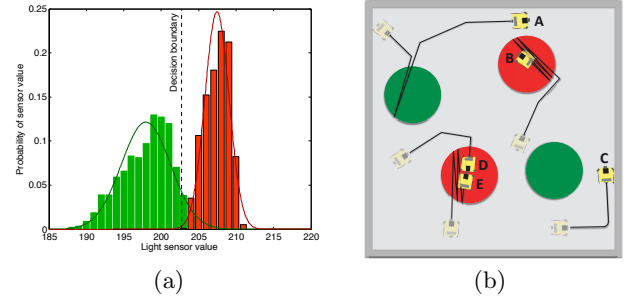 0.25
0.2
0.15
0.1
0.05
0
185 190 195 200 205 210 215 220
Probability of sensor value
Light sensor value
Decision boundary
(a)
A
B
C
D
E
(b)